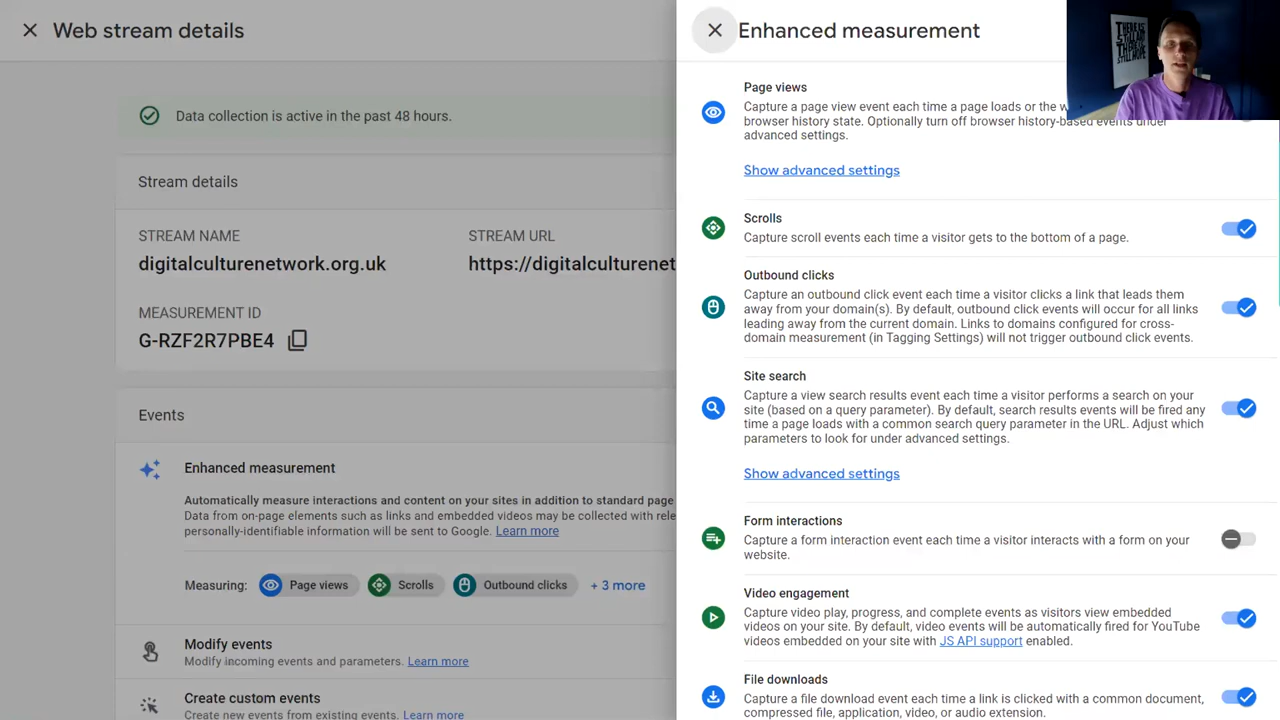 Web stream details
Data collection is active in the past 48 hours.
Stream details
STREAM NAME
digitalculturenetwork.org.uk
STREAM URL
https://digitalculturenet
MEASUREMENT ID
G-RZF2R7PBE4
Events
Enhanced measurement
Automatically measure interactions and content on your sites in addition to standard page
Data from on-page elements such as links and embedded videos may be collected with rele
personally-identifiable information will be sent to Google. Learn more
Measuring: Page views Scrolls Outbound clicks + 3 more
Modify events
Modify incoming events and parameters. Learn more
Create custom events
Create new events from existing events. Learn more
Enhanced measurement
THERE IS
STILL
Page views
Capture a page view event each time a page loads or the w
browser history state. Optionally turn off browser history-based events under
advanced settings.
Show advanced settings
Scrolls
Capture scroll events each time a visitor gets to the bottom of a page.
Outbound clicks
Capture an outbound click event each time a visitor clicks a link that leads them
away from your domain(s). By default, outbound click events will occur for all links
leading away from the current domain. Links to domains configured for cross-
domain measurement (in Tagging Settings) will not trigger outbound click events.
Site search
Capture a view search results event each time a visitor performs a search on your
site (based on a query parameter). By default, search results events will be fired any
time a page loads with a common search query parameter in the URL. Adjust which
parameters to look for under advanced settings.
Show advanced settings
Form interactions
Capture a form interaction event each time a visitor interacts with a form on your
website.
Video engagement
Capture video play, progress, and complete events as visitors view embedded
videos on your site. By default, video events will be automatically fired for YouTube
videos embedded on your site with JS API support enabled.
File downloads
Capture a file download event each time a link is clicked with a common document,
compressed file, application, video, or audio extension.